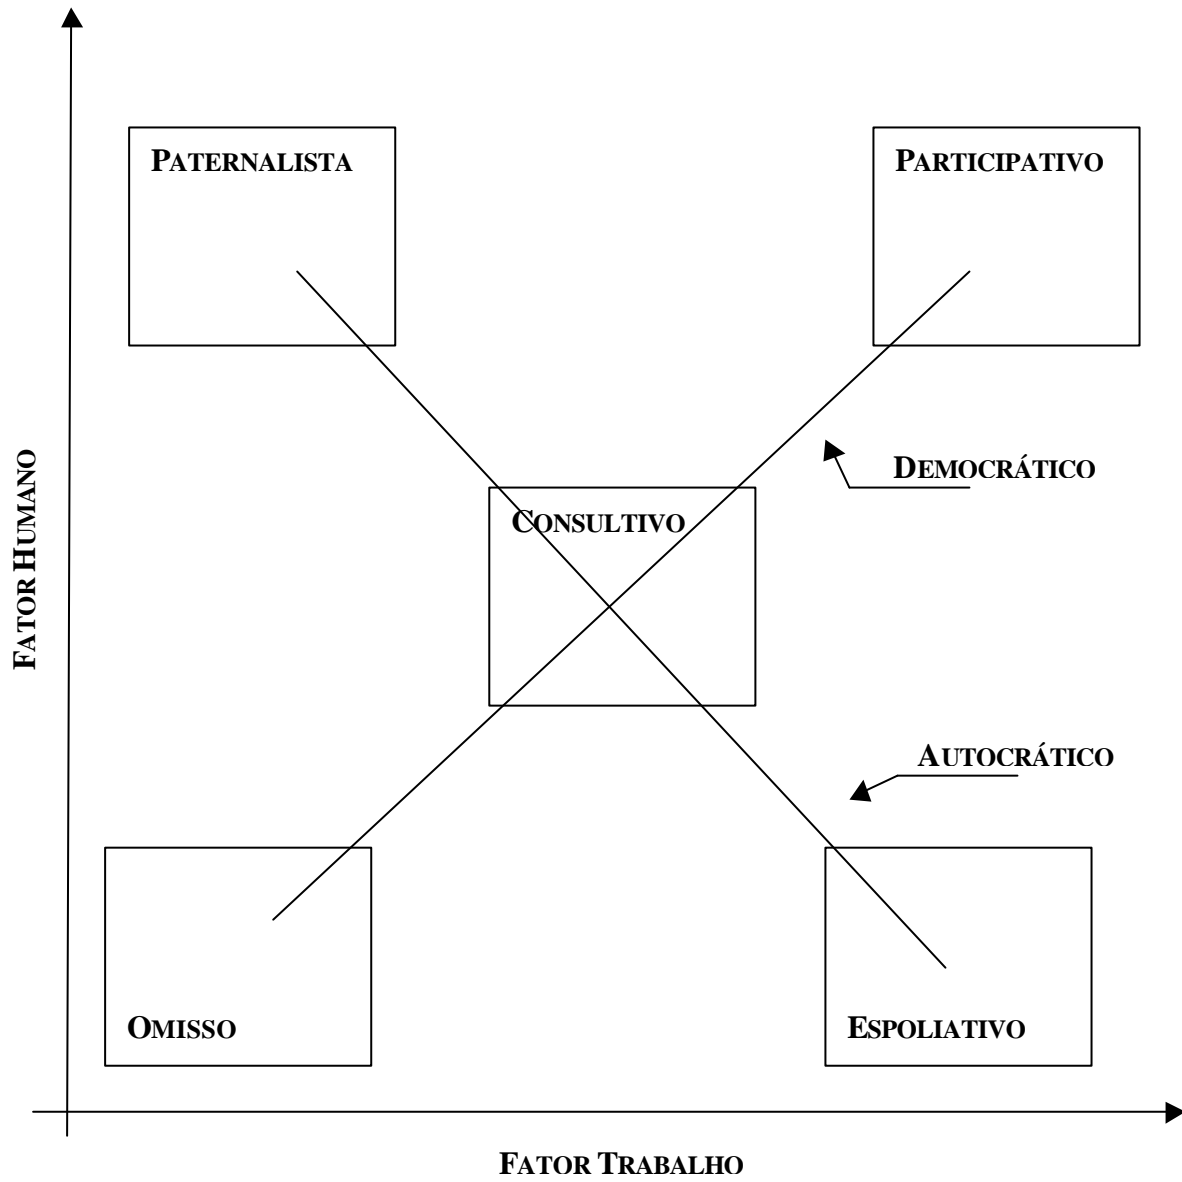 PATERNALISTA
PARTICIPATIVO
DEMOCRÁTICO
CONSULTIVO
FATOR HUMANO
AUTOCRÁTICO
OMISSO
ESPOLIATIVO
FATOR TRABALHO